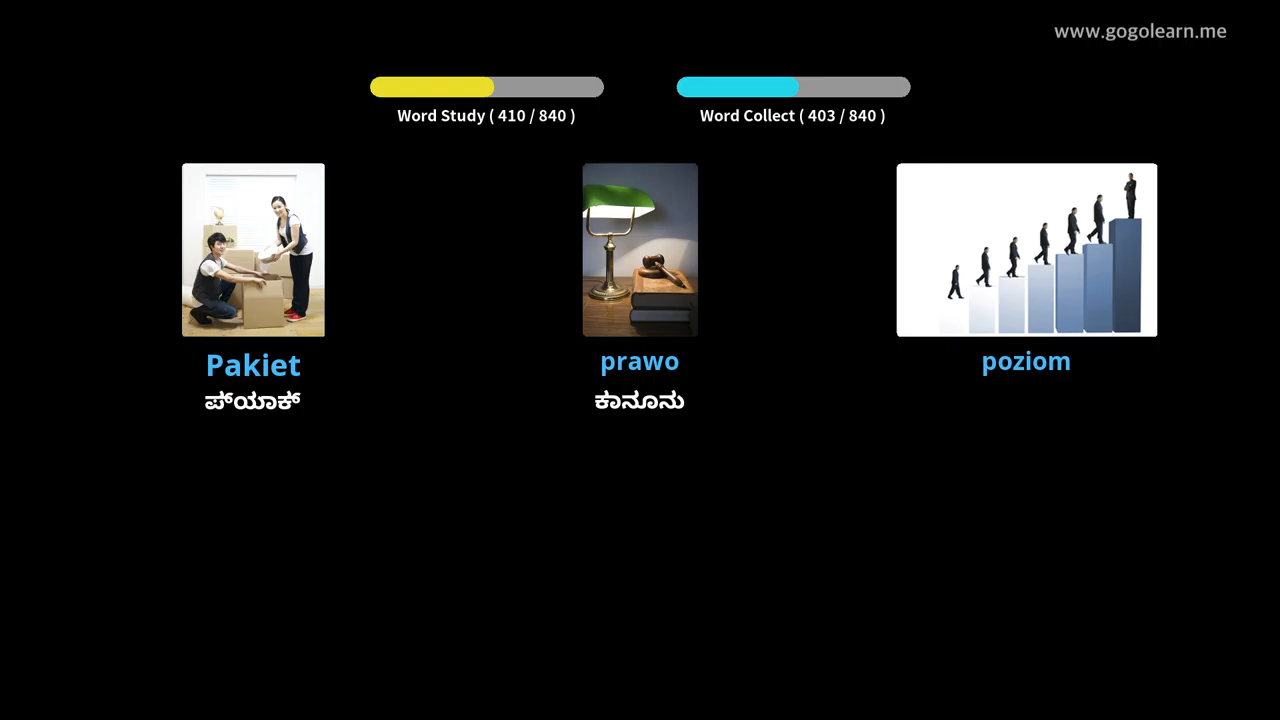 www.gogolearn.me
Word Study ( 410 / 840 )
Word Collect ( 403 / 840 )
Pakiet
ಪ್ಯಾಕ್
prawo
ಕಾನೂನು
poziom